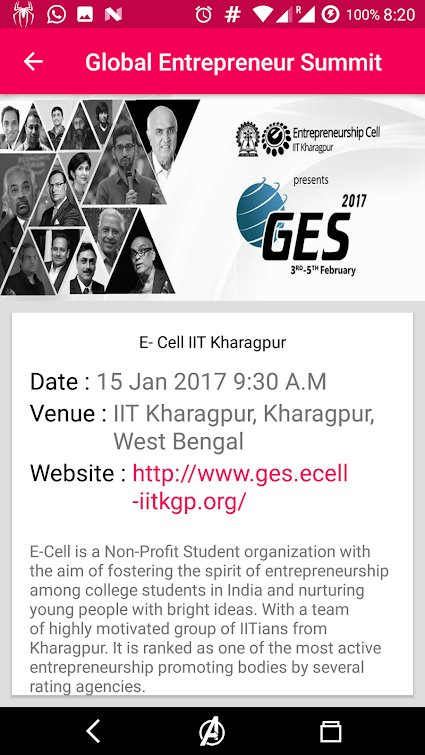 100% 8:20
Global Entrepreneur Summit
Entrepreneurship Cell
IIT Kharagpur
presents
2017
GES
3RD-5TH February
E- Cell IIT Kharagpur
Date : 15 Jan 2017 9:30 A.M
Venue : IIT Kharagpur, Kharagpur,
West Bengal
Website : http://www.ges.ecell
-iitkgp.org/
E-Cell is a Non-Profit Student organization with
the aim of fostering the spirit of entrepreneurship
among college students in India and nurturing
young people with bright ideas. With a team
of highly motivated group of IITians from
Kharagpur. It is ranked as one of the most active
entrepreneurship promoting bodies by several
rating agencies.